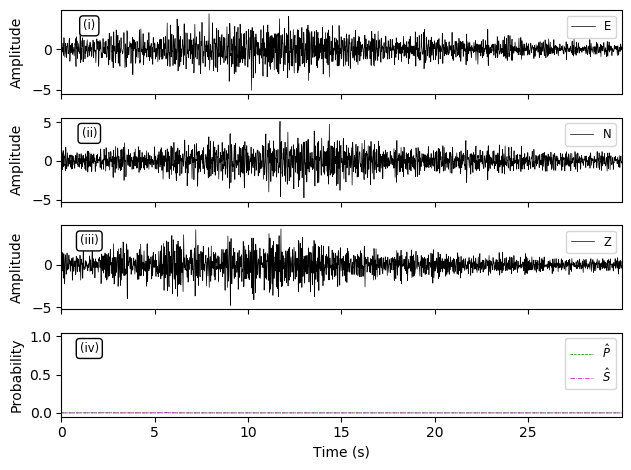 (i)
E
Amplitude
0
−5
(ii)
N
Amplitude
5
0
−5
(iii)
Z
Amplitude
0
−5
(iv)
P̂
Ŝ
Probability
1.0
0.5
0.0
0 5 10 15 20 25
Time (s)